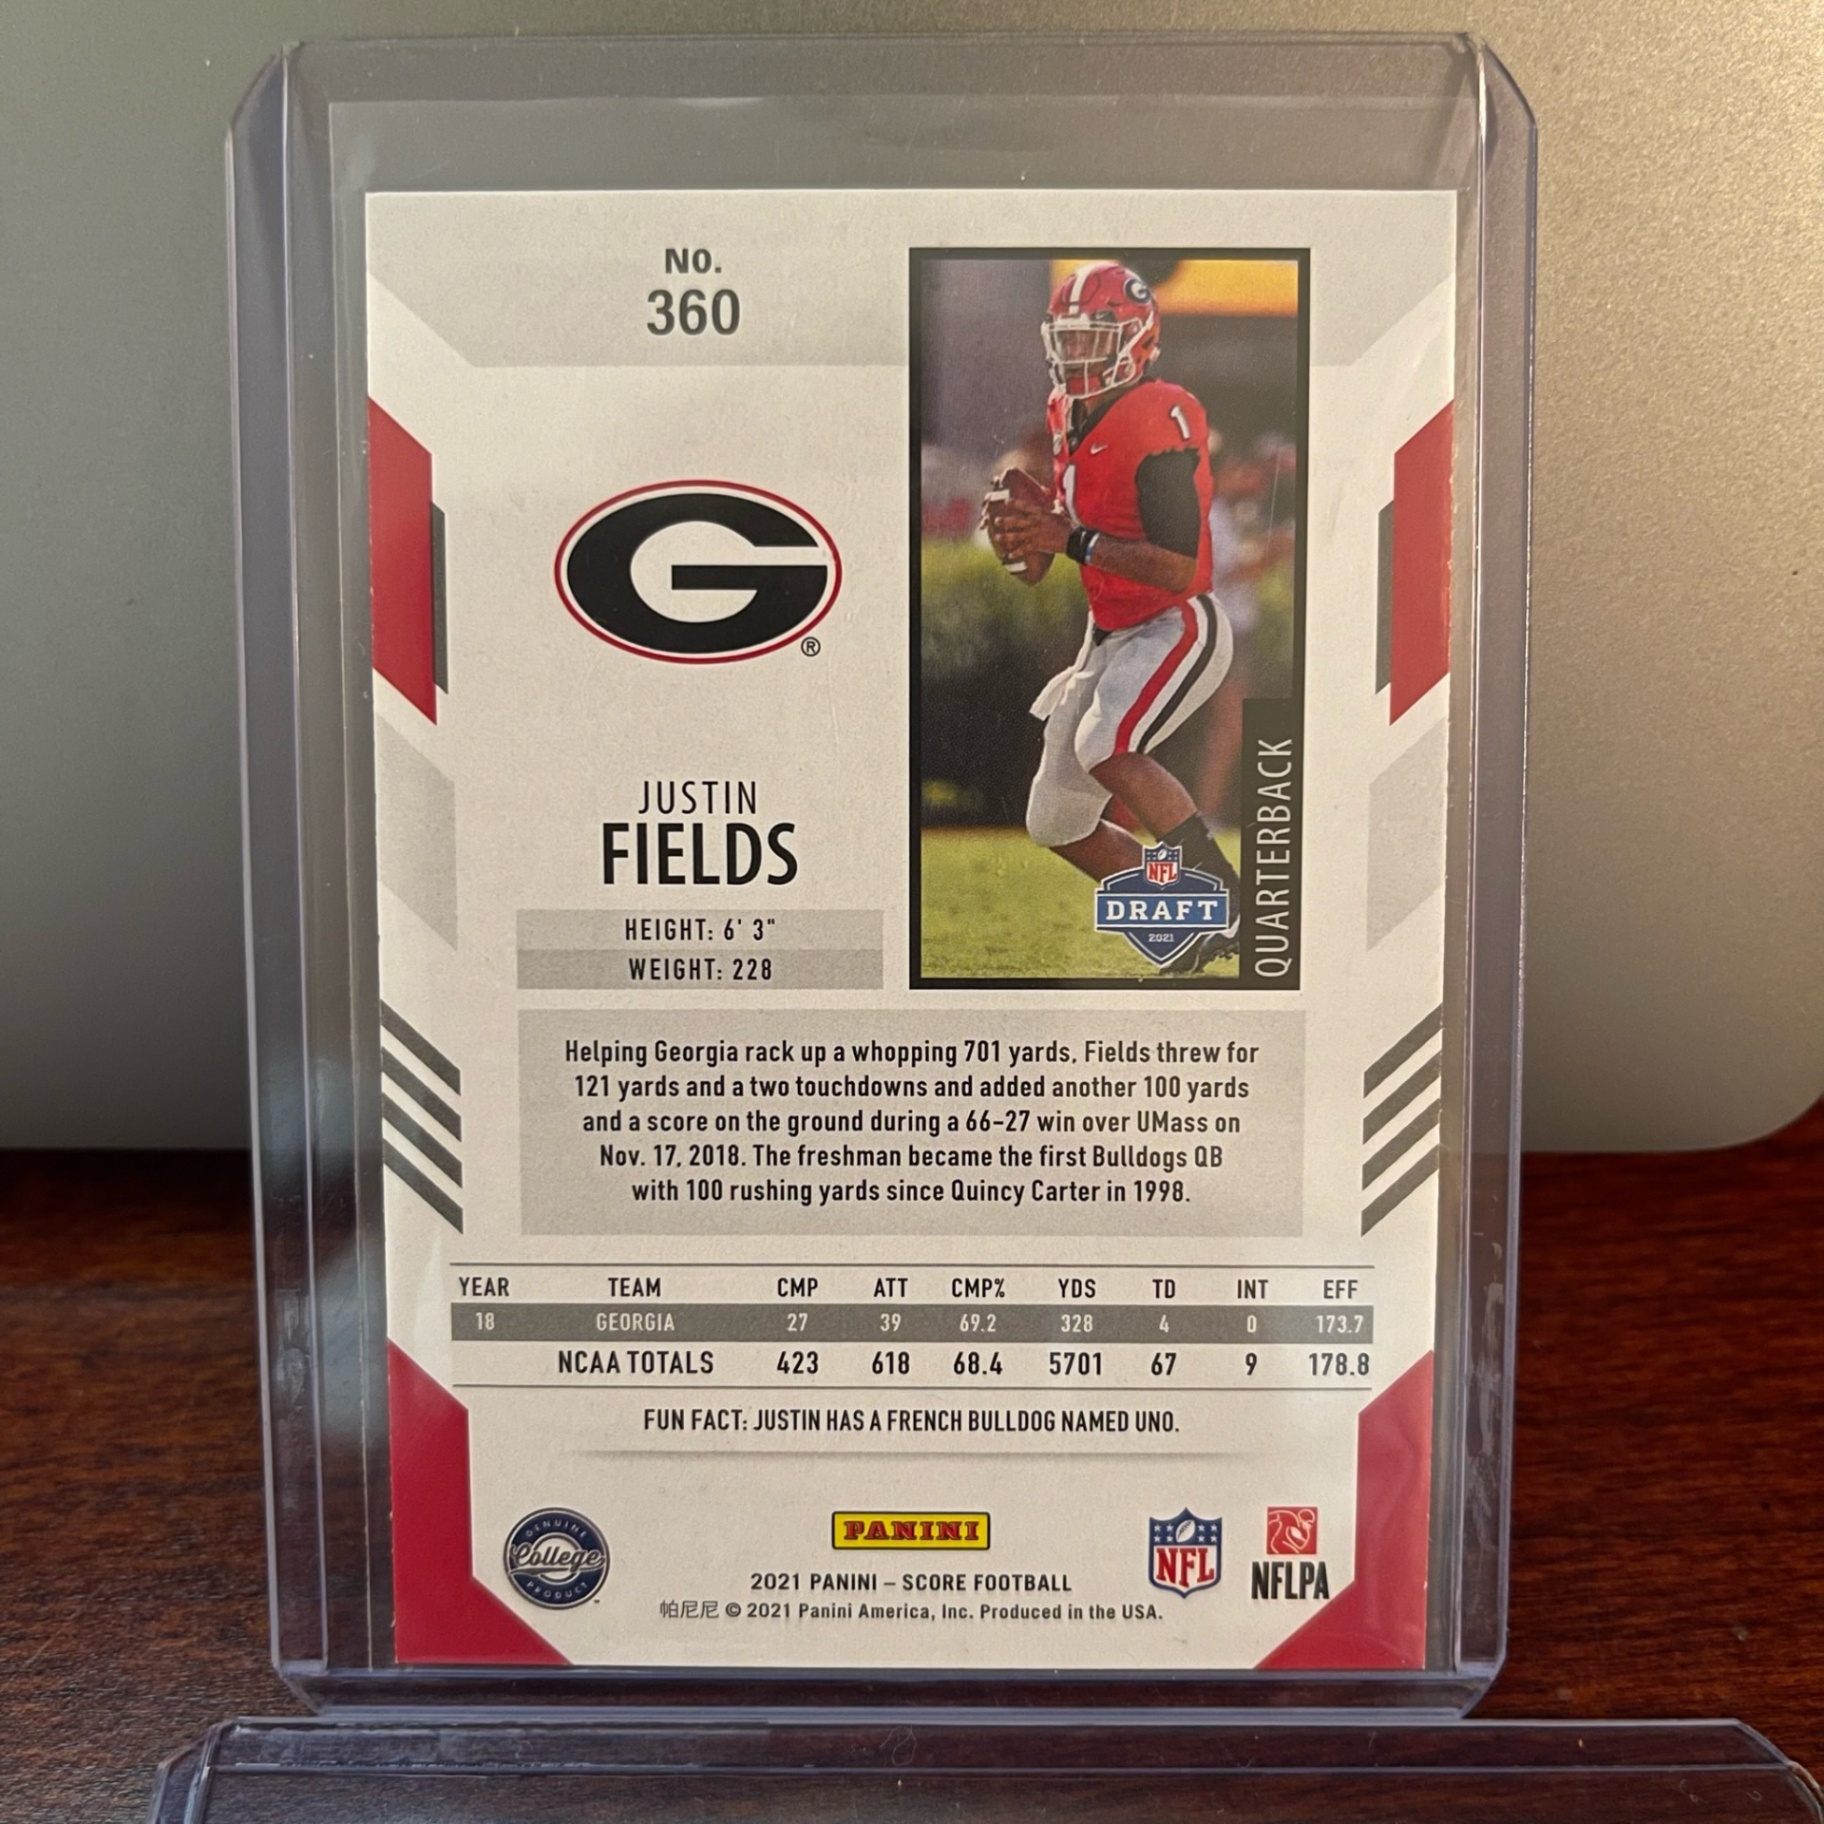 No.
360
G
1
1
G
®
JUSTIN
FIELDS
HEIGHT: 6' 3"
WEIGHT: 228
QUARTERBACK
NFL
DRAFT
2021
Helping Georgia rack up a whopping 701 yards, Fields threw for
121 yards and a two touchdowns and added another 100 yards
and a score on the ground during a 66-27 win over UMass on
Nov. 17, 2018. The freshman became the first Bulldogs QB
with 100 rushing yards since Quincy Carter in 1998.
YEAR TEAM CMP ATT CMP% YDS TD INT EFF
18 GEORGIA 27 39 69.2 328 4 0 173.7
NCAA TOTALS 423 618 68.4 5701 67 9 178.8
FUN FACT: JUSTIN HAS A FRENCH BULLDOG NAMED UNO.
GENUINE
College
PRODUCT
™
PANINI
NFL
NFLPA
2021 PANINI – SCORE FOOTBALL
帕尼尼 © 2021 Panini America, Inc. Produced in the USA.